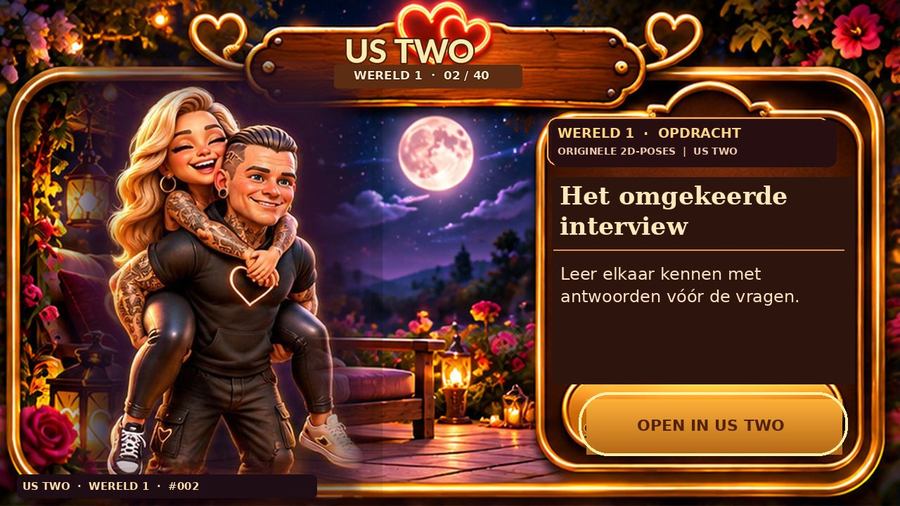 US TWO
WERELD 1 · 02 / 40
WERELD 1 · OPDRACHT
ORIGINELE 2D-POSES | US TWO
Het omgekeerde
interview
Leer elkaar kennen met
antwoorden vóór de vragen.
OPEN IN US TWO
US TWO · WERELD 1 · #002